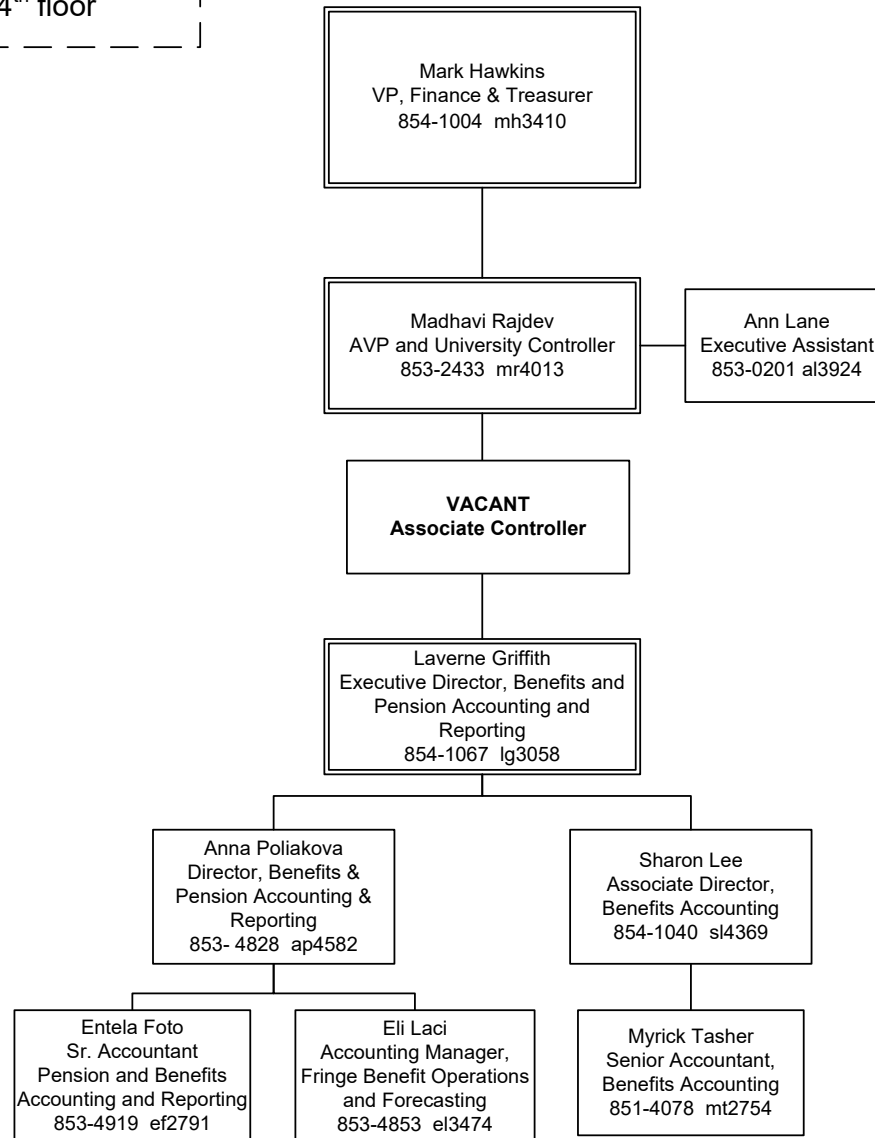 4th floor
Mark Hawkins
VP, Finance & Treasurer
854-1004  mh3410
Madhavi Rajdev
AVP and University Controller
853-2433  mr4013
Ann Lane
Executive Assistant
853-0201 al3924
VACANT
Associate Controller
Laverne Griffith
Executive Director, Benefits and
Pension Accounting and
Reporting
854-1067  lg3058
Anna Poliakova
Director, Benefits &
Pension Accounting &
Reporting
853- 4828  ap4582
Sharon Lee
Associate Director,
Benefits Accounting
854-1040  sl4369
Entela Foto
Sr. Accountant
Pension and Benefits
Accounting and Reporting
853-4919  ef2791
Eli Laci
Accounting Manager,
Fringe Benefit Operations
and Forecasting
853-4853  el3474
Myrick Tasher
Senior Accountant,
Benefits Accounting
851-4078  mt2754